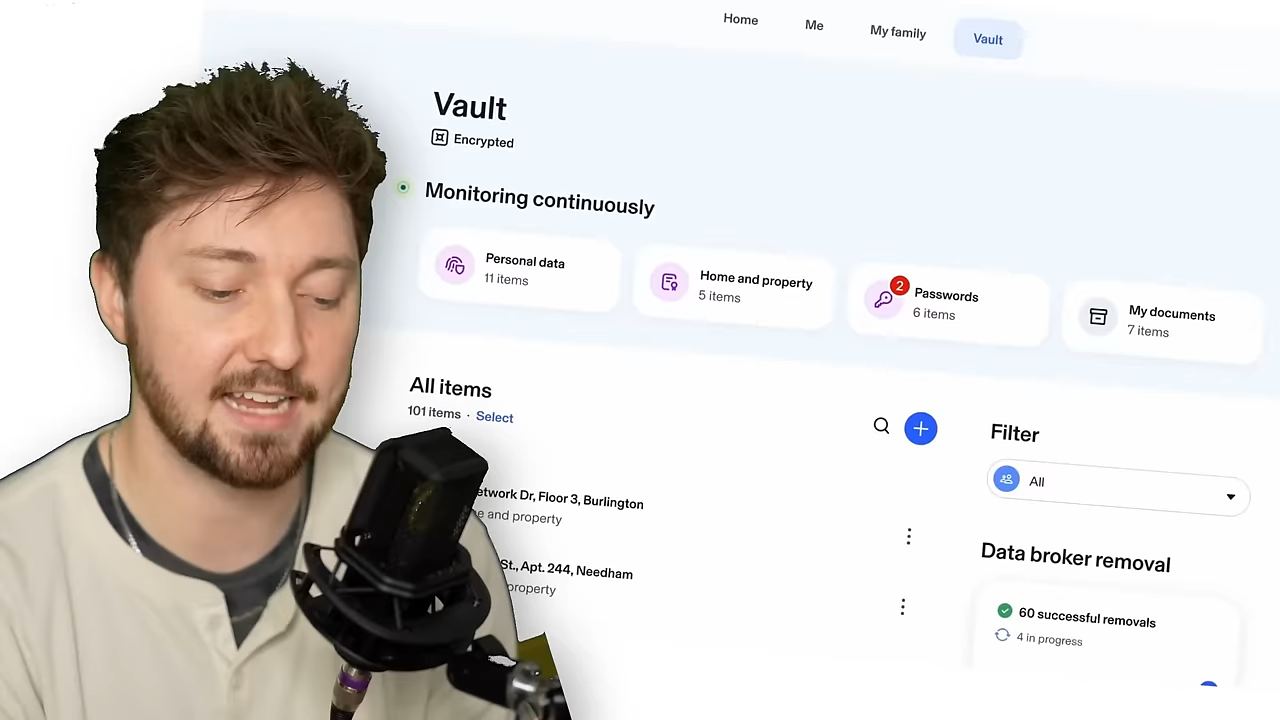 Home
Me
My family
Vault
Vault
Encrypted
Monitoring continuously
Personal data
11 items
Home and property
5 items
2
Passwords
6 items
My documents
7 items
All items
101 items · Select
Dr, Floor 3, Burlington
and property
St., Apt. 244, Needham
property
Filter
All
Data broker removal
60 successful removals
4 in progress